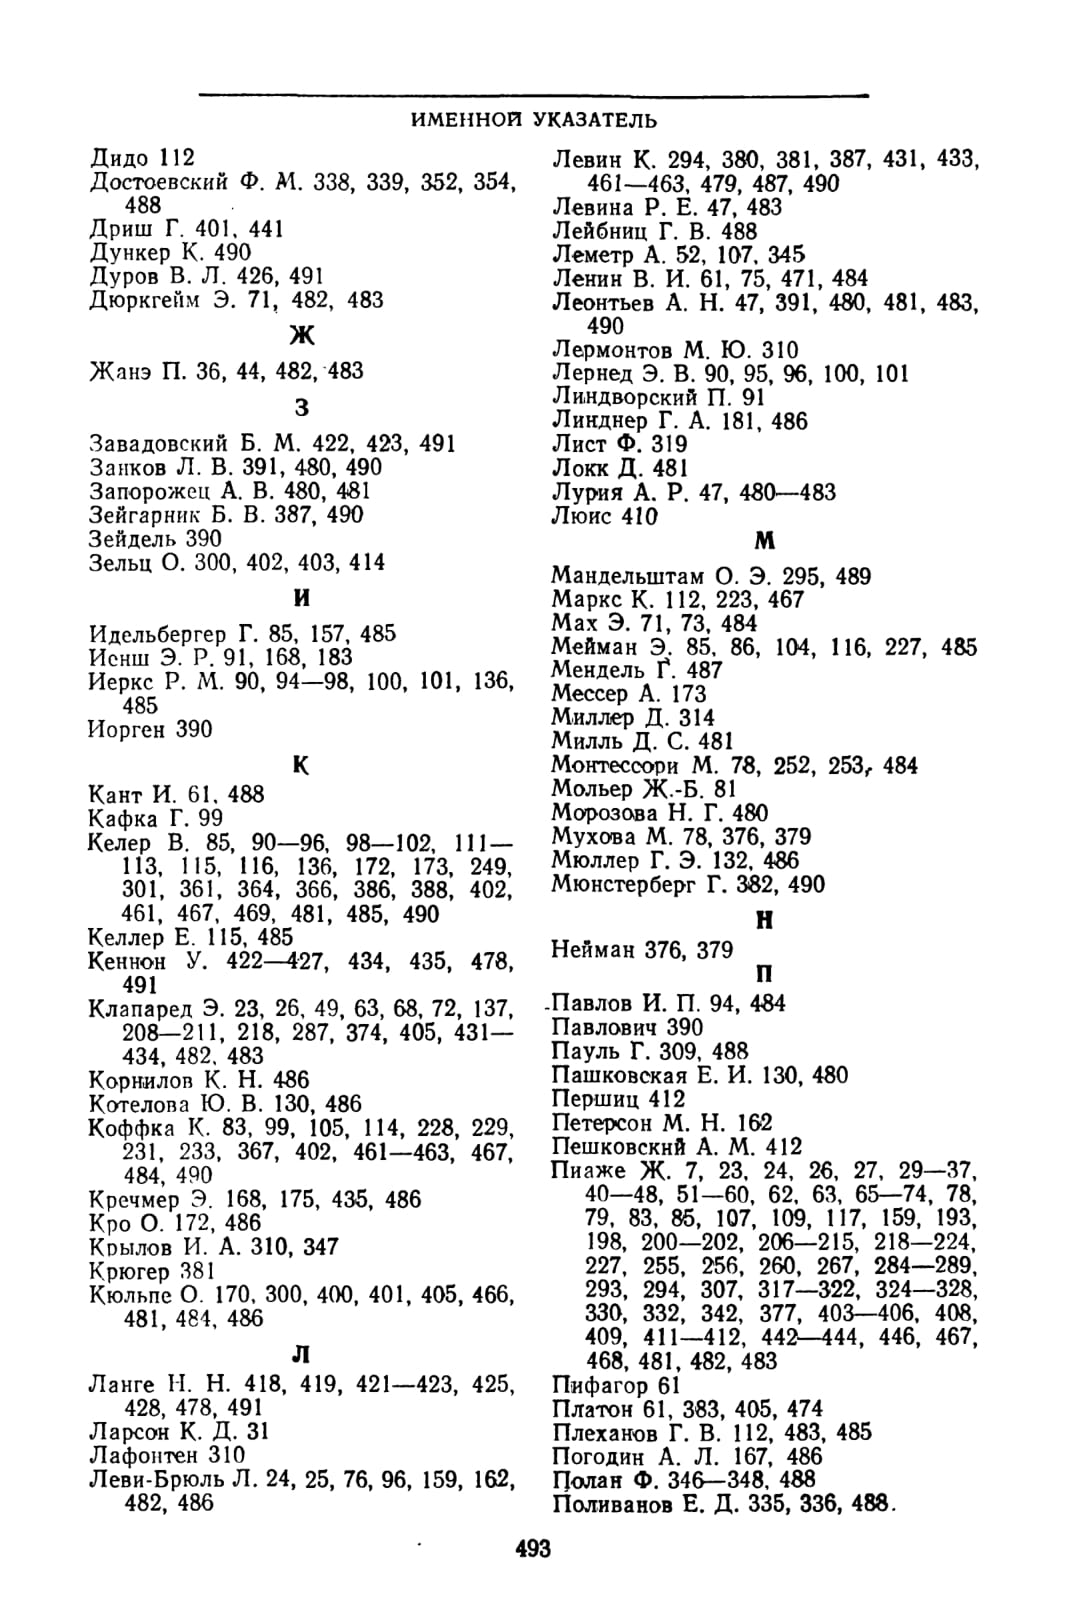 ИМЕННОЙ УКАЗАТЕЛЬ
Дидо 112
Достоевский Ф. М. 338, 339, 352, 354,
488
Дриш Г. 401, 441
Дункер К. 490
Дуров В. Л. 426, 491
Дюркгейм Э. 71, 482, 483
Ж
Жанэ П. 36, 44, 482, 483
З
Завадовский Б. М. 422, 423, 491
Занков Л. В. 391, 480, 490
Запорожец А. В. 480, 481
Зейгарник Б. В. 387, 490
Зейдель 390
Зельц О. 300, 402, 403, 414
И
Идельбергер Г. 85, 157, 485
Иенш Э. Р. 91, 168, 183
Иеркс Р. М. 90, 94—98, 100, 101, 136,
485
Иорген 390
К
Кант И. 61, 488
Кафка Г. 99
Келер В. 85, 90—96, 98—102, 111—
113, 115, 116, 136, 172, 173, 249,
301, 361, 364, 366, 386, 388, 402,
461, 467, 469, 481, 485, 490
Келлер Е. 115, 485
Кеннон У. 422—427, 434, 435, 478,
491
Клапаред Э. 23, 26, 49, 63, 68, 72, 137,
208—211, 218, 287, 374, 405, 431—
434, 482, 483
Корнилов К. Н. 486
Котелова Ю. В. 130, 486
Коффка К. 83, 99, 105, 114, 228, 229,
231, 233, 367, 402, 461—463, 467,
484, 490
Кречмер Э. 168, 175, 435, 486
Кро О. 172, 486
Крылов И. А. 310, 347
Крюгер 381
Кюльпе О. 170, 300, 400, 401, 405, 466,
481, 484, 486
Л
Ланге Н. Н. 418, 419, 421—423, 425,
428, 478, 491
Ларсон К. Д. 31
Лафонтен 310
Леви-Брюль Л. 24, 25, 76, 96, 159, 162,
482, 486
Левин К. 294, 380, 381, 387, 431, 433,
461—463, 479, 487, 490
Левина Р. Е. 47, 483
Лейбниц Г. В. 488
Леметр А. 52, 107, 345
Ленин В. И. 61, 75, 471, 484
Леонтьев А. Н. 47, 391, 480, 481, 483,
490
Лермонтов М. Ю. 310
Лернед Э. В. 90, 95, 96, 100, 101
Линдворский П. 91
Линднер Г. А. 181, 486
Лист Ф. 319
Локк Д. 481
Лурия А. Р. 47, 480—483
Люис 410
М
Мандельштам О. Э. 295, 489
Маркс К. 112, 223, 467
Мах Э. 71, 73, 484
Мейман Э. 85, 86, 104, 116, 227, 485
Мендель Г. 487
Мессер А. 173
Миллер Д. 314
Милль Д. С. 481
Монтессори М. 78, 252, 253, 484
Мольер Ж.-Б. 81
Морозова Н. Г. 480
Мухова М. 78, 376, 379
Мюллер Г. Э. 132, 486
Мюнстерберг Г. 382, 490
Н
Нейман 376, 379
П
Павлов И. П. 94, 484
Павлович 390
Пауль Г. 309, 488
Пашковская Е. И. 130, 480
Першиц 412
Петерсон М. Н. 162
Пешковский А. М. 412
Пиаже Ж. 7, 23, 24, 26, 27, 29—37,
40—48, 51—60, 62, 63, 65—74, 78,
79, 83, 85, 107, 109, 117, 159, 193,
198, 200—202, 206—215, 218—224,
227, 255, 256, 260, 267, 284—289,
293, 294, 307, 317—322, 324—328,
330, 332, 342, 377, 403—406, 408,
409, 411—412, 442—444, 446, 467,
468, 481, 482, 483
Пифагор 61
Платон 61, 383, 405, 474
Плеханов Г. В. 112, 483, 485
Погодин А. Л. 167, 486
Полан Ф. 346—348, 488
Поливанов Е. Д. 335, 336, 488.
493